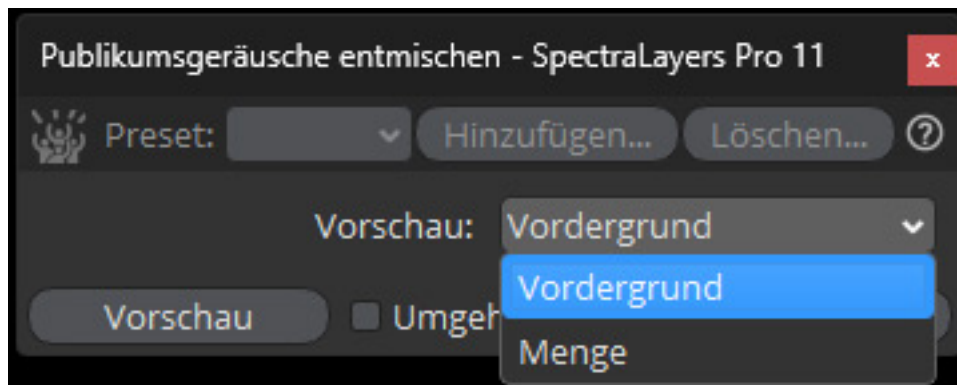 Publikumsgeräusche entmischen - SpectraLayers Pro 11 x
Preset: Hinzufügen... Löschen... ?
Vorschau: Vordergrund
Vordergrund
Vorschau Umgeh
Menge